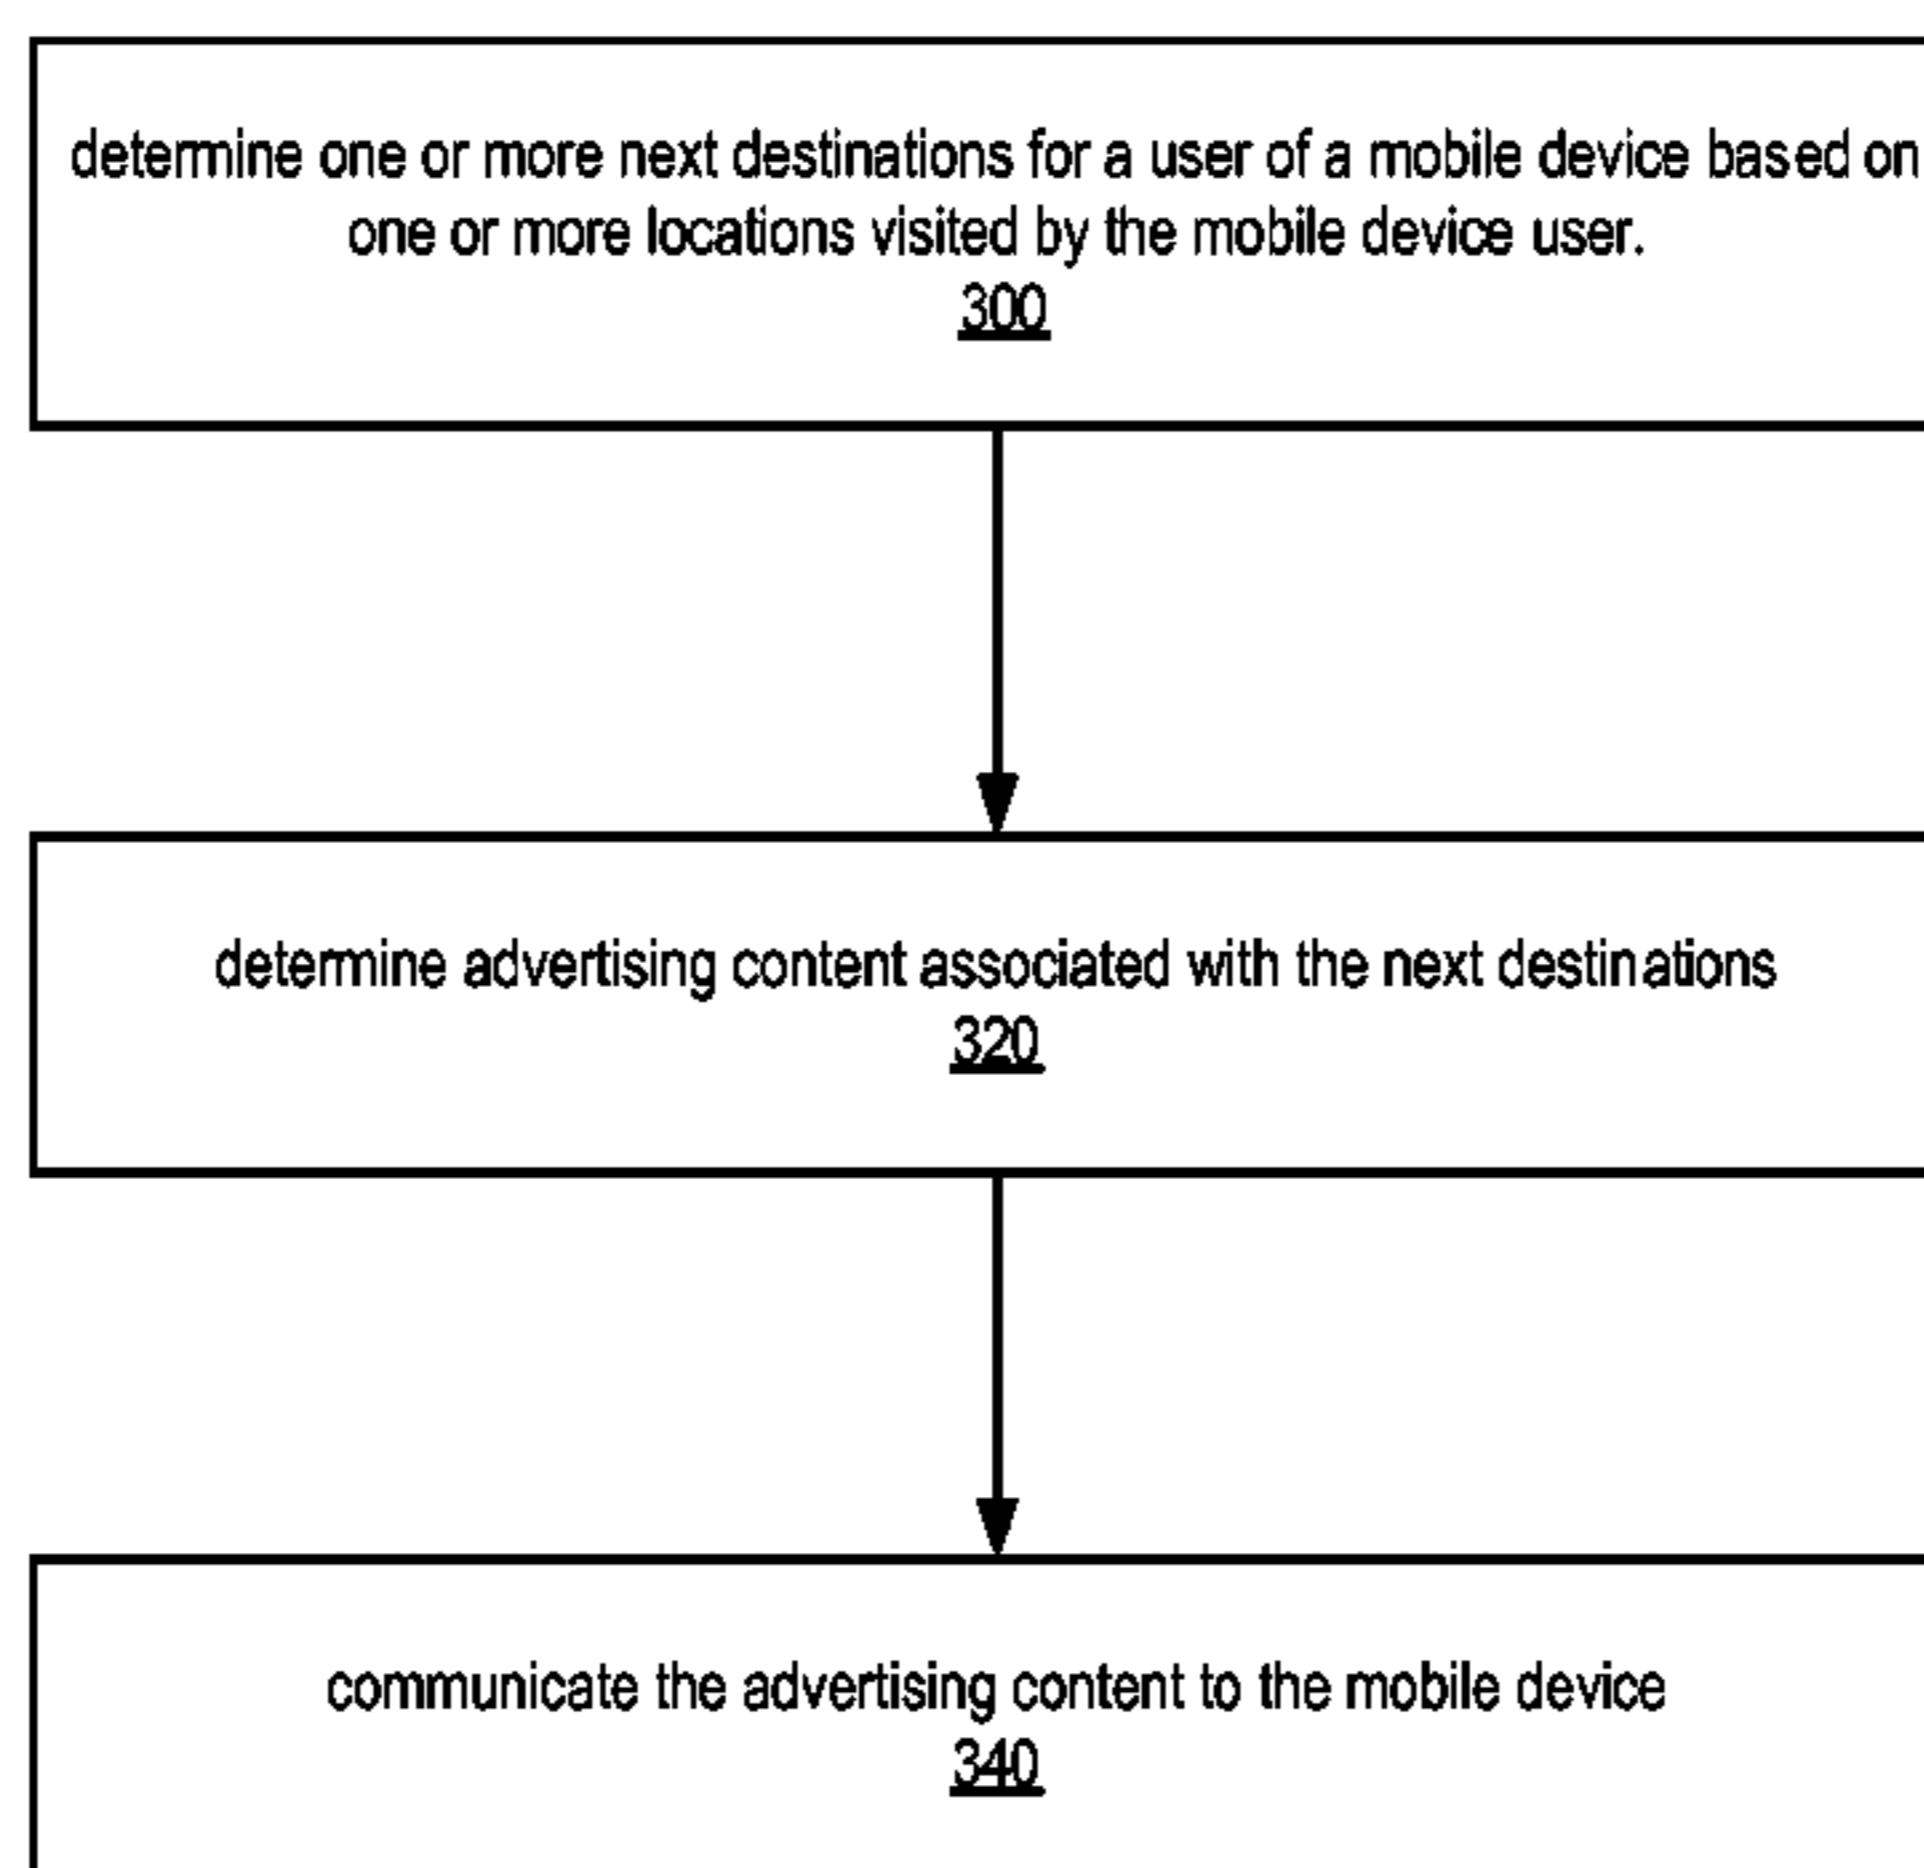 determine one or more next destinations for a user of a mobile device based on
one or more locations visited by the mobile device user.
300
determine advertising content associated with the next destinations
320
communicate the advertising content to the mobile device
340